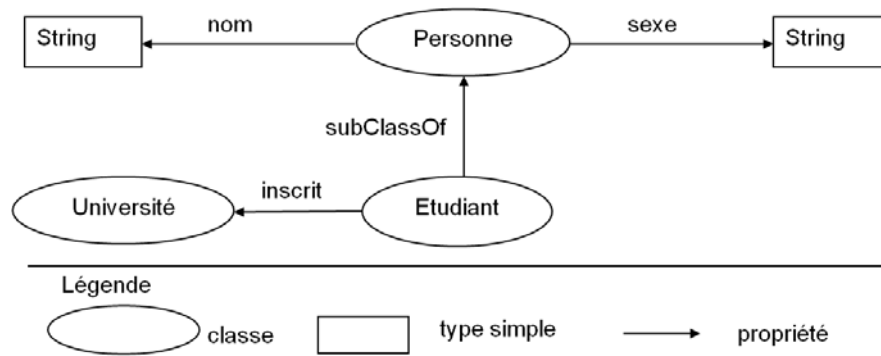 String nom Personne sexe String
subClassOf
Université inscrit Etudiant
Légende
classe type simple propriété